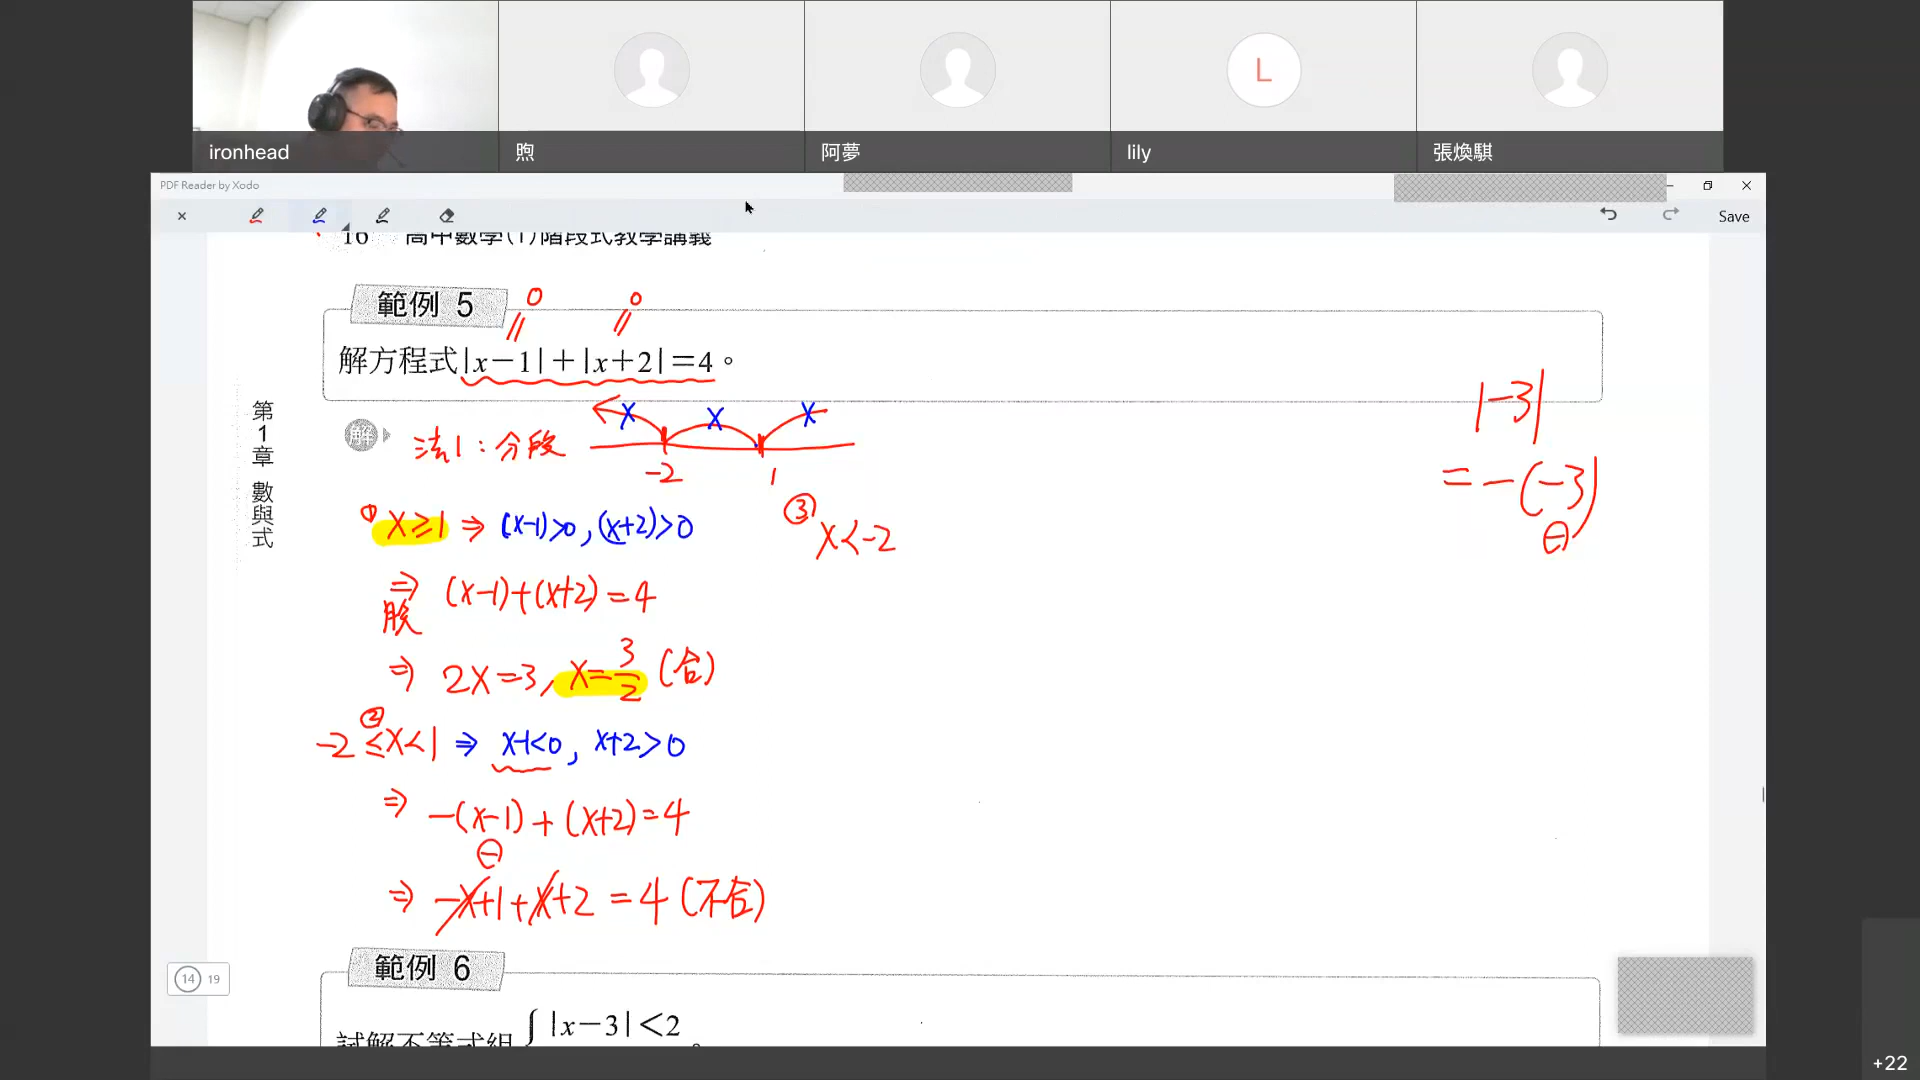 ironhead
煦
阿夢
L
lily
張煥騏
PDF Reader by Xodo
Save
16 高中數學(1)階段式教學講義
範例 5
0 0
解方程式|x−1|+|x+2|=4。
第1章 數與式
解
法1:分段
x x x
-2 1
① x≥1 ⇒ (x-1)>0, (x+2)>0
⇒ (x-1)+(x+2)=4
脫
⇒ 2x=3, x=3/2 (合)
② -2≤x<1 ⇒ x-1<0, x+2>0
⇒ -(x-1)+(x+2)=4
⊖
⇒ -x+1+x+2=4 (不合)
③ x<-2
|-3|
=-(-3)
⊖
範例 6
試解不等式組 |x−3|<2
14 19
+22